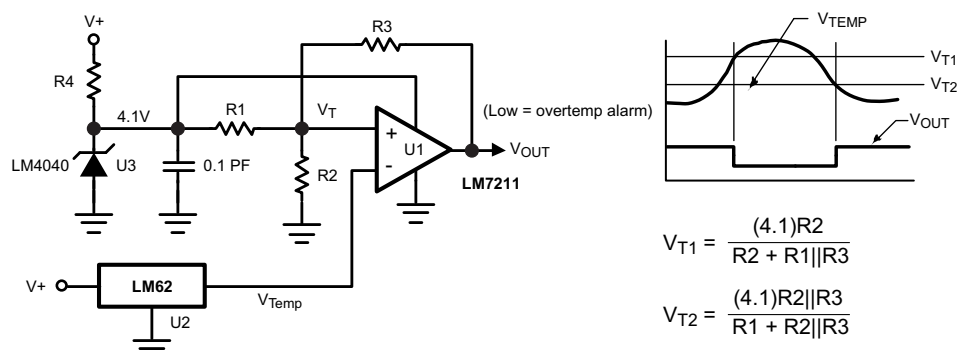 V+
R3
R4
4.1V
R1
VT
(Low = overtemp alarm)
+
U1
-
VOUT
LM4040
U3
0.1 PF
R2
LM7211
V+
LM62
VTemp
U2
VTEMP
VT1
VT2
VOUT
VT1 = (4.1)R2
R2 + R1||R3
VT2 = (4.1)R2||R3
R1 + R2||R3